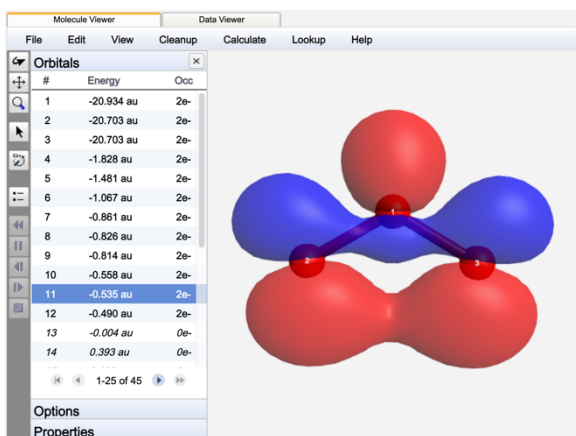 Molecule Viewer Data Viewer
File Edit View Cleanup Calculate Lookup Help
Orbitals
# Energy Occ
1 -20.934 au 2e-
2 -20.703 au 2e-
3 -20.703 au 2e-
4 -1.828 au 2e-
5 -1.481 au 2e-
6 -1.067 au 2e-
7 -0.861 au 2e-
8 -0.826 au 2e-
9 -0.814 au 2e-
10 -0.558 au 2e-
11 -0.535 au 2e-
12 -0.490 au 2e-
13 -0.004 au 0e-
14 0.393 au 0e-
1-25 of 45
Options
Properties
1
2 3